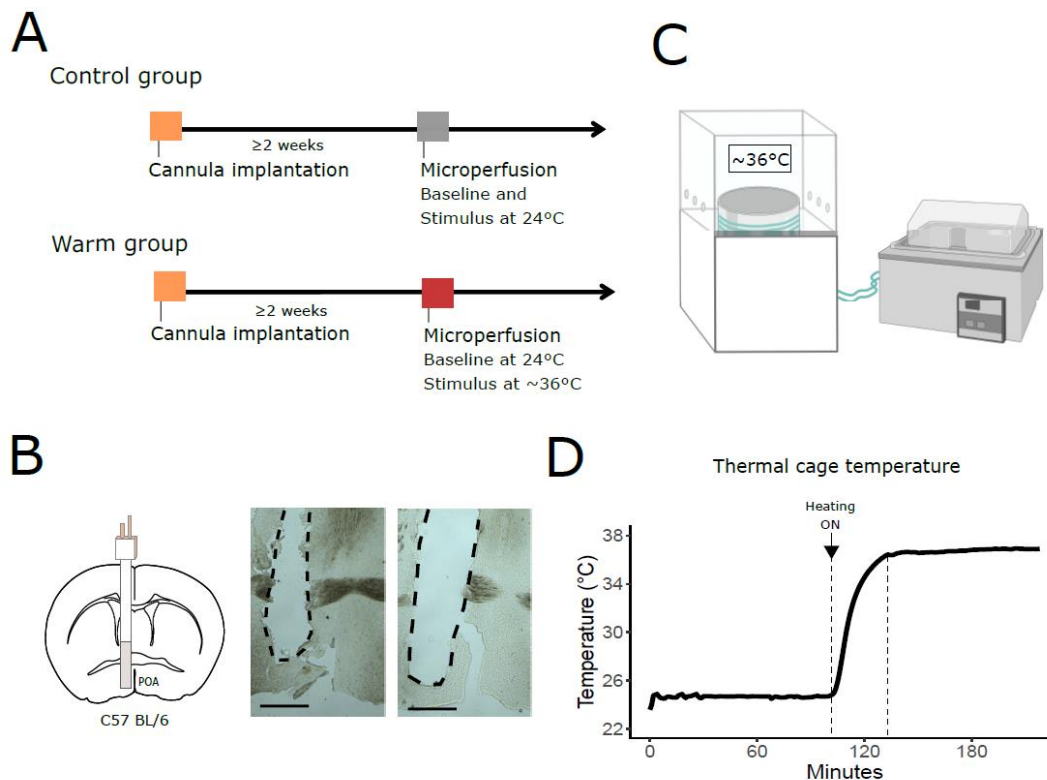 A
Control group
≥2 weeks
Cannula implantation
Microperfusion
Baseline and
Stimulus at 24ºC
Warm group
≥2 weeks
Cannula implantation
Microperfusion
Baseline at 24ºC
Stimulus at ~36ºC
B
POA
C57 BL/6
C
~36°C
D
Thermal cage temperature
Heating
ON
Temperature (°C)
38
34
30
26
22
0
60
120
180
Minutes